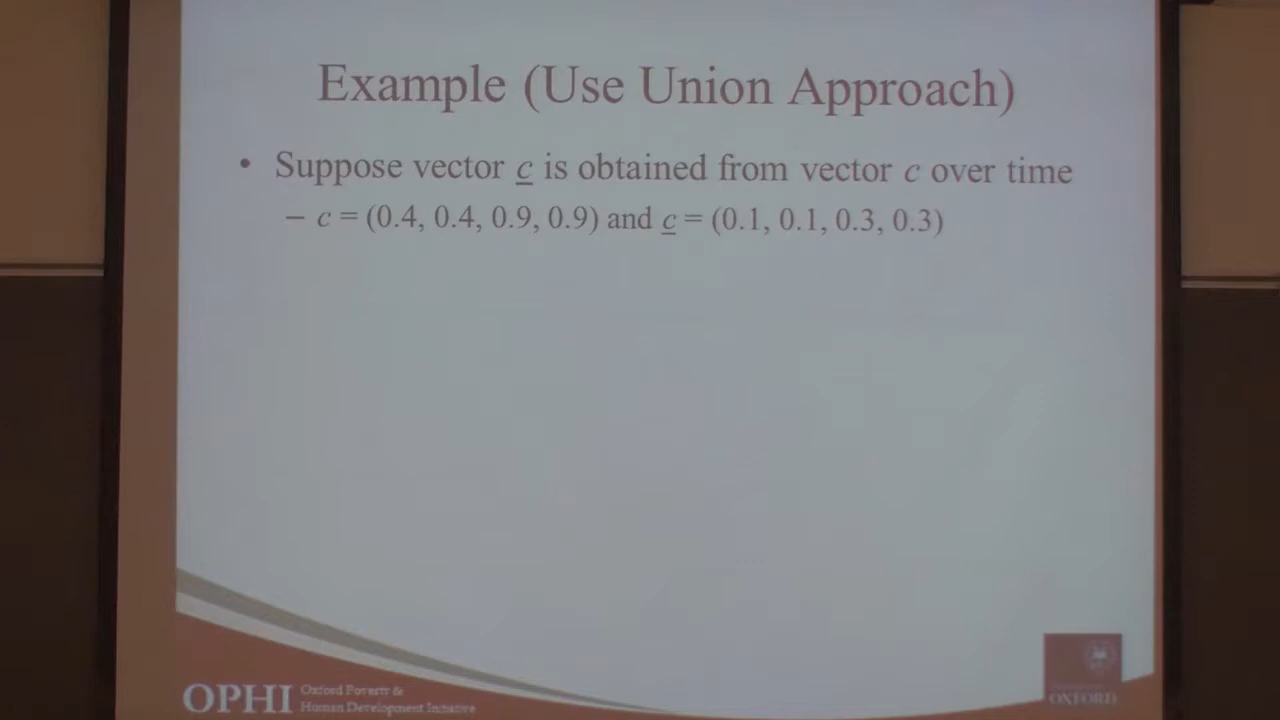 Example (Use Union Approach)
• Suppose vector c is obtained from vector c over time
– c = (0.4, 0.4, 0.9, 0.9) and c = (0.1, 0.1, 0.3, 0.3)
OPHI
Oxford Poverty &
Human Development Initiative
OXFORD